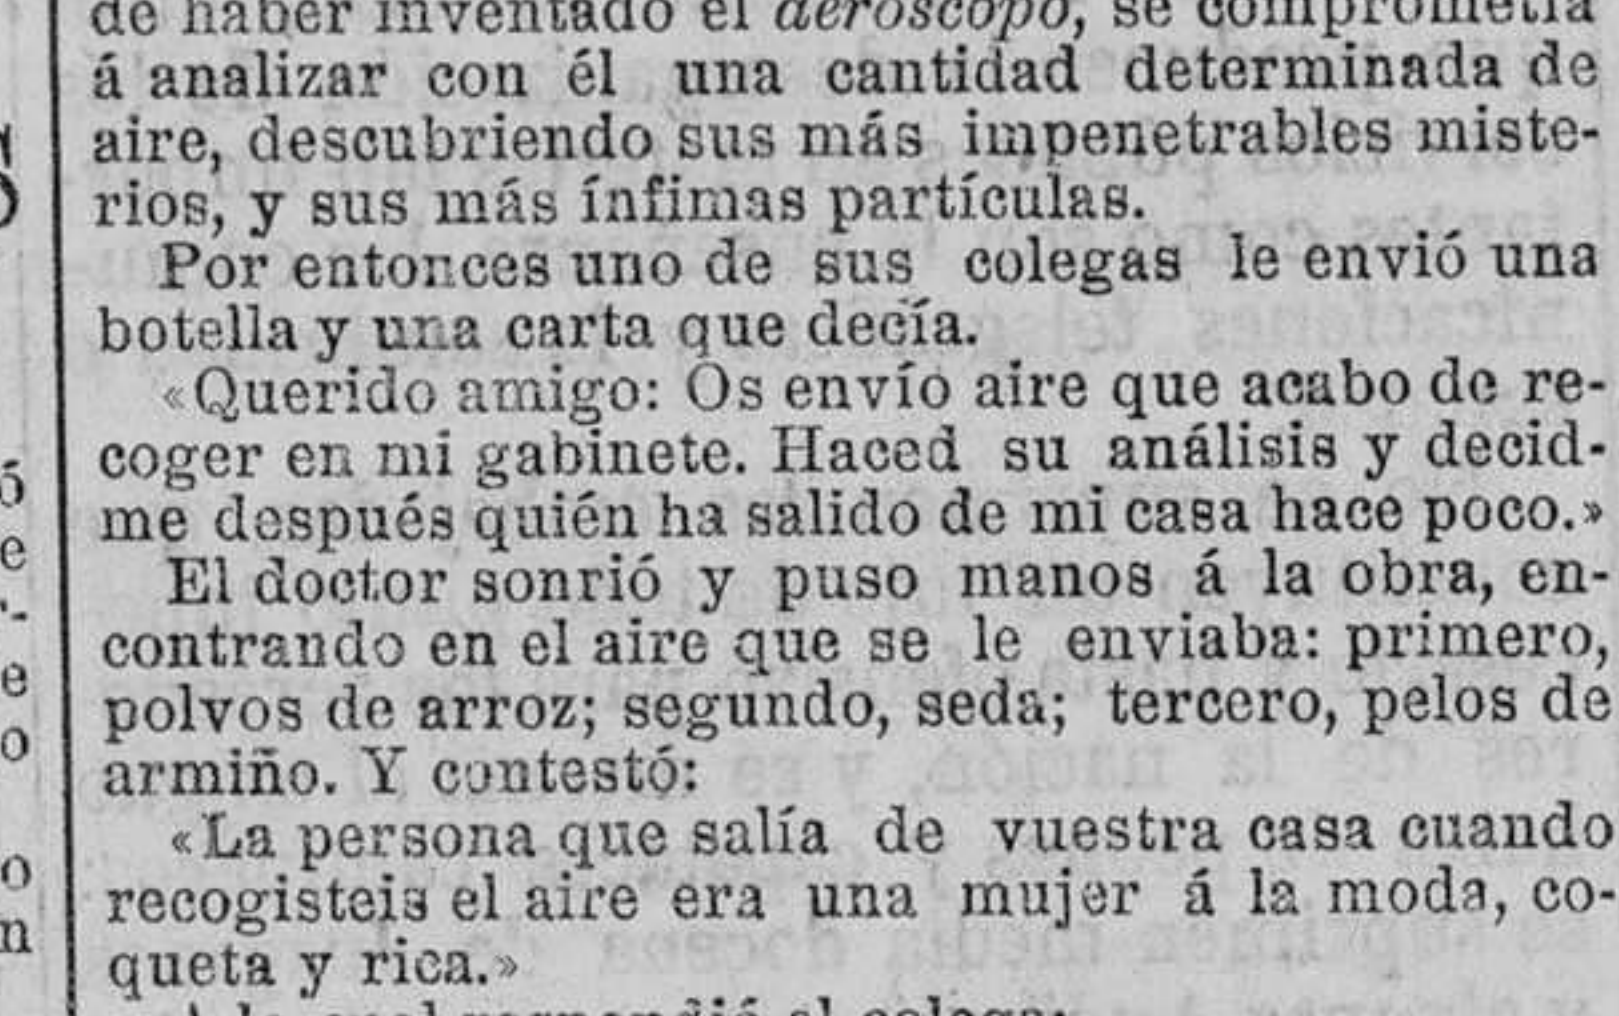 de haber inventado el aeroscopo, se comprometía
á analizar con él una cantidad determinada de
aire, descubriendo sus más impenetrables miste-
rios, y sus más ínfimas partículas.
Por entonces uno de sus colegas le envió una
botella y una carta que decía.
«Querido amigo: Os envío aire que acabo de re-
coger en mi gabinete. Haced su análisis y decid-
me después quién ha salido de mi casa hace poco.»
El doctor sonrió y puso manos á la obra, en-
contrando en el aire que se le enviaba: primero,
polvos de arroz; segundo, seda; tercero, pelos de
armiño. Y contestó:
«La persona que salía de vuestra casa cuando
recogisteis el aire era una mujer á la moda, co-
queta y rica.»
A lo cual respondió el colega: